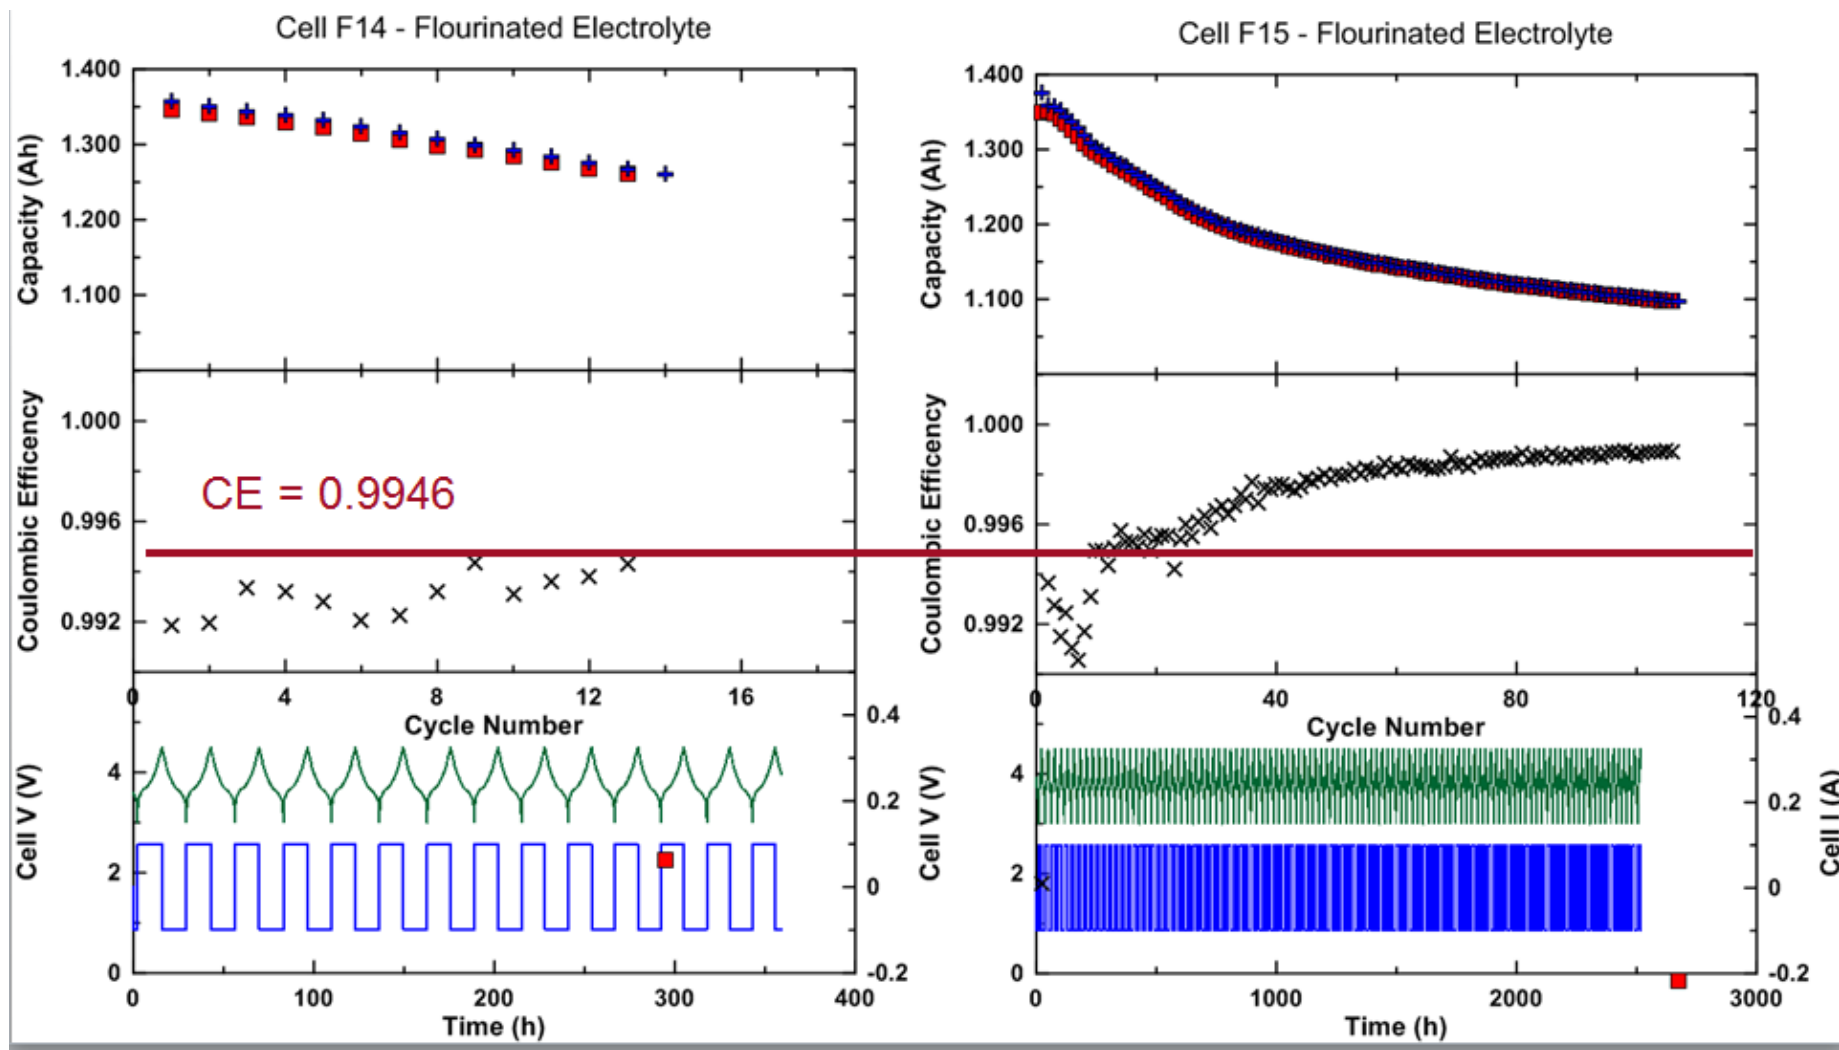 Cell F14 - Flourinated Electrolyte
1.400
1.300
1.200
1.100
Capacity (Ah)
1.000
0.996
0.992
Coulombic Efficency
CE = 0.9946
0 4 8 12 16
Cycle Number
0.4
0.2
0
-0.2
4
2
0
Cell V (V)
0 100 200 300 400
Time (h)
Cell F15 - Flourinated Electrolyte
1.400
1.300
1.200
1.100
Capacity (Ah)
1.000
0.996
0.992
Coulombic Efficency
0 40 80 120
Cycle Number
0.4
0.2
0
-0.2
4
2
0
Cell V (V)
Cell I (A)
0 1000 2000 3000
Time (h)